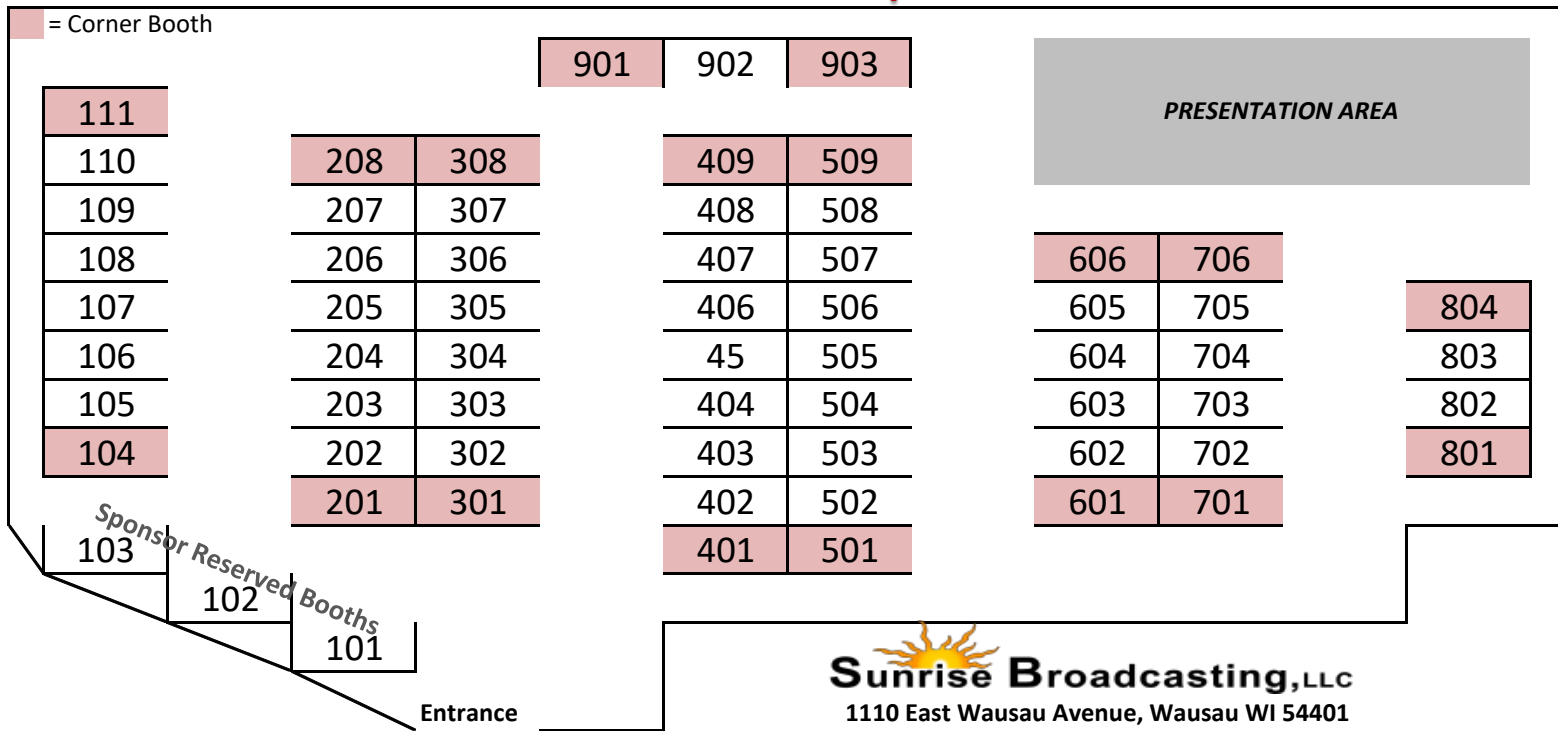 = Corner Booth
901 902 903
111 PRESENTATION AREA
110 208 308 409 509
109 207 307 408 508
108 206 306 407 507 606 706
107 205 305 406 506 605 705 804
106 204 304 45 505 604 704 803
105 203 303 404 504 603 703 802
104 202 302 403 503 602 702 801
201 301 402 502 601 701
Sponsor Reserved Booths
103 401 501
102
101
Sunrise Broadcasting, LLC
Entrance 1110 East Wausau Avenue, Wausau WI 54401